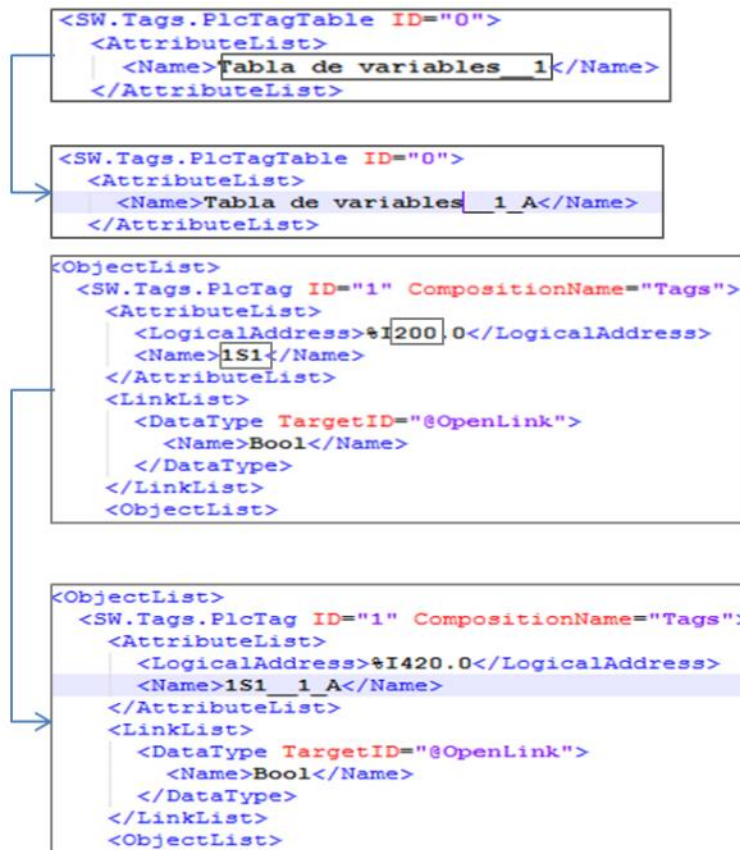 <SW.Tags.PlcTagTable ID="0">
<AttributeList>
<Name>Tabla de variables__1</Name>
</AttributeList>
<SW.Tags.PlcTagTable ID="0">
<AttributeList>
<Name>Tabla de variables__1_A</Name>
</AttributeList>
<ObjectList>
<SW.Tags.PlcTag ID="1" CompositionName="Tags">
<AttributeList>
<LogicalAddress>%I200.0</LogicalAddress>
<Name>1S1</Name>
</AttributeList>
<LinkList>
<DataType TargetID="@OpenLink">
<Name>Bool</Name>
</DataType>
</LinkList>
<ObjectList>
<ObjectList>
<SW.Tags.PlcTag ID="1" CompositionName="Tags">
<AttributeList>
<LogicalAddress>%I420.0</LogicalAddress>
<Name>1S1__1_A</Name>
</AttributeList>
<LinkList>
<DataType TargetID="@OpenLink">
<Name>Bool</Name>
</DataType>
</LinkList>
<ObjectList>